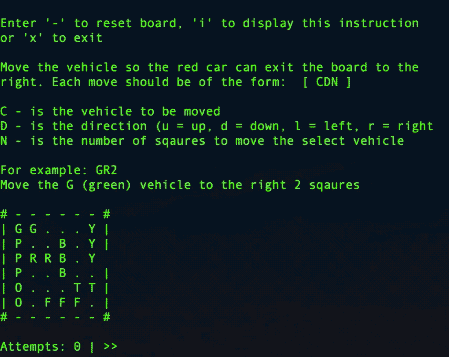 Enter '-' to reset board, 'i' to display this instruction
or 'x' to exit
Move the vehicle so the red car can exit the board to the
right. Each move should be of the form:  [ CDN ]
C - is the vehicle to be moved
D - is the direction (u = up, d = down, l = left, r = right
N - is the number of sqaures to move the select vehicle
For example: GR2
Move the G (green) vehicle to the right 2 sqaures
# - - - - - - #
| G G . . . Y |
| P . . B . Y |
| P R R B . Y
| P . . B . . |
| O . . . T T |
| O . F F F . |
# - - - - - - #
Attempts: 0 | >>